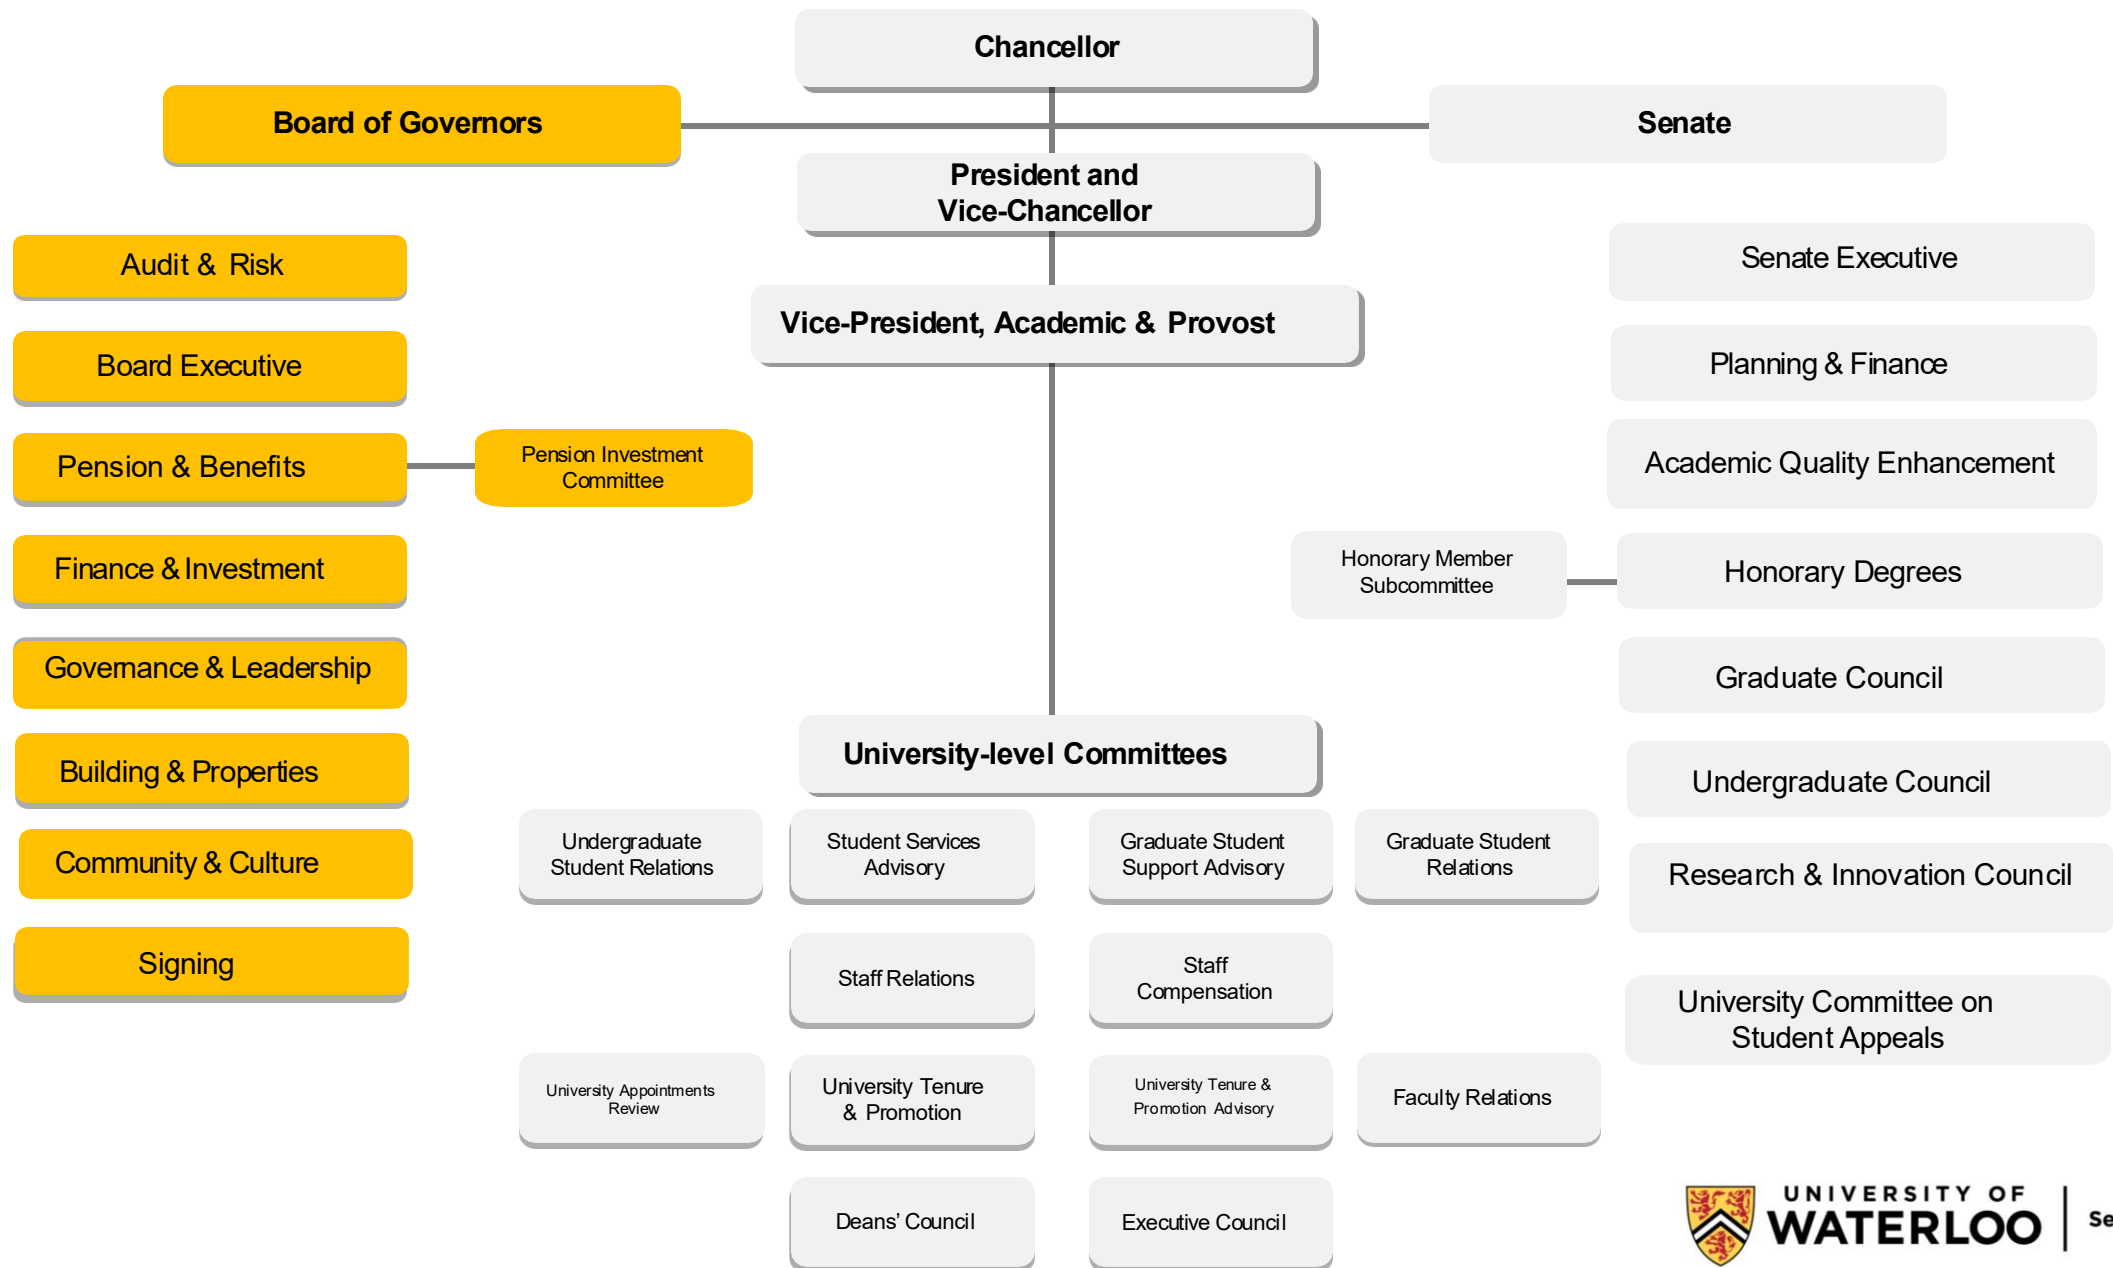 Chancellor
Board of Governors
Senate
President and
Vice-Chancellor
Audit & Risk
Board Executive
Pension & Benefits
Pension Investment
Committee
Finance & Investment
Governance & Leadership
Building & Properties
Community & Culture
Signing
Vice-President, Academic & Provost
University-level Committees
Undergraduate
Student Relations
Student Services
Advisory
Graduate Student
Support Advisory
Graduate Student
Relations
Staff Relations
Staff
Compensation
University Appointments
Review
University Tenure
& Promotion
University Tenure &
Promotion Advisory
Faculty Relations
Deans’ Council
Executive Council
Senate Executive
Planning & Finance
Academic Quality Enhancement
Honorary Member
Subcommittee
Honorary Degrees
Graduate Council
Undergraduate Council
Research & Innovation Council
University Committee on
Student Appeals
UNIVERSITY OF
WATERLOO